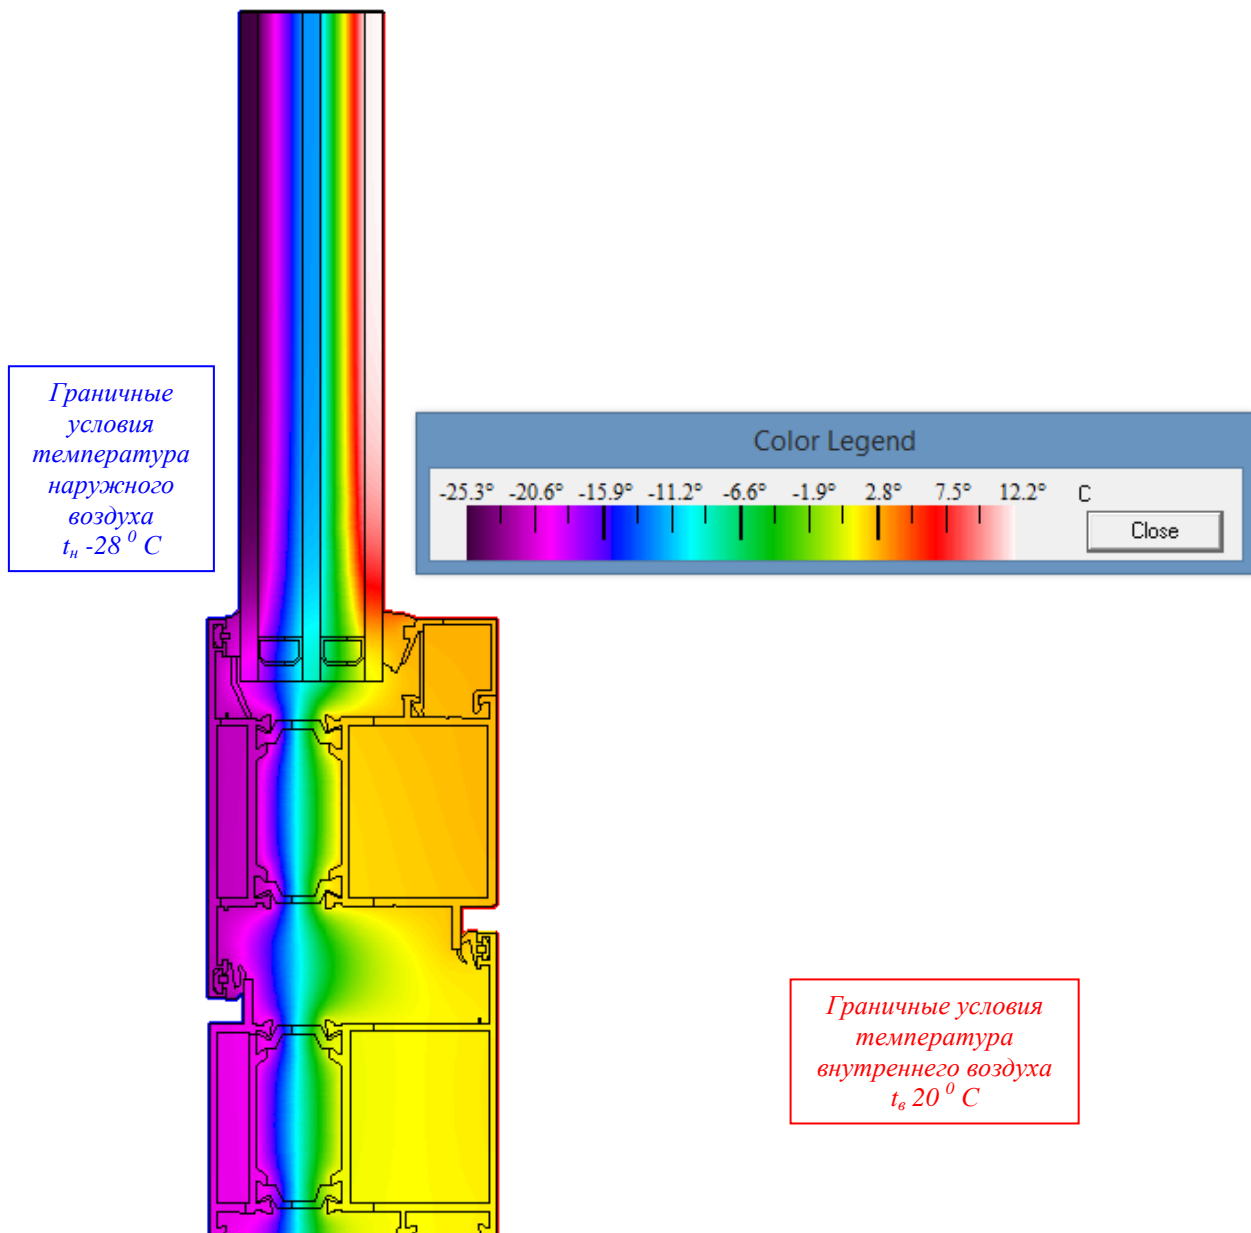 Граничные
условия
температура
наружного
воздуха
tн -28 0 C
Color Legend
-25.3° -20.6° -15.9° -11.2° -6.6° -1.9° 2.8° 7.5° 12.2° C
Close
Граничные условия
температура
внутреннего воздуха
tв 20 0 C